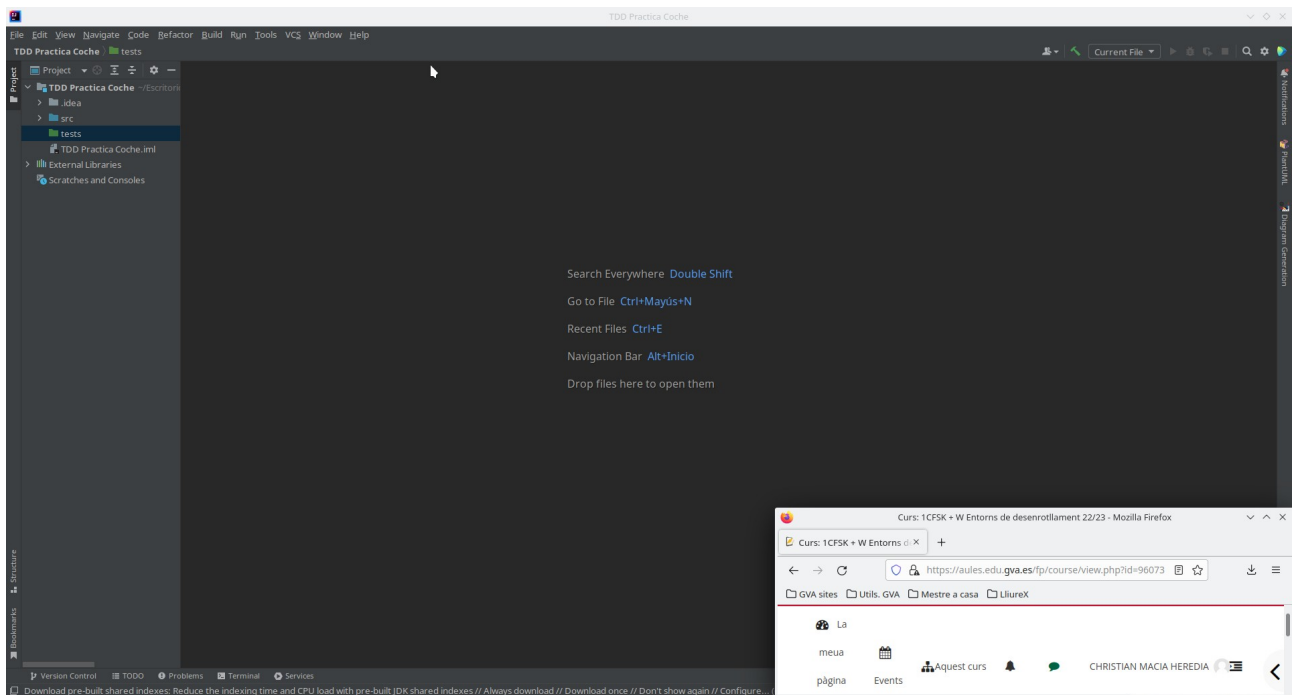 TDD Practica Coche
File Edit View Navigate Code Refactor Build Run Tools VCS Window Help
TDD Practica Coche tests
Current File
Project
Project
TDD Practica Coche ~/Escritori
.idea
src
tests
TDD Practica Coche.iml
External Libraries
Scratches and Consoles
Notifications
PlantUML
Diagram Generation
Search Everywhere Double Shift
Go to File Ctrl+Mayús+N
Recent Files Ctrl+E
Navigation Bar Alt+Inicio
Drop files here to open them
Structure
Bookmarks
Version Control TODO Problems Terminal Services
Download pre-built shared indexes: Reduce the indexing time and CPU load with pre-built JDK shared indexes // Always download // Download once // Don't show again // Configure...
Curs: 1CFSK + W Entorns de desenrotllament 22/23 - Mozilla Firefox
Curs: 1CFSK + W Entorns d
https://aules.edu.gva.es/fp/course/view.php?id=96073
GVA sites Utils. GVA Mestre a casa LliureX
La
meua
pàgina
Events
Aquest curs
CHRISTIAN MACIA HEREDIA